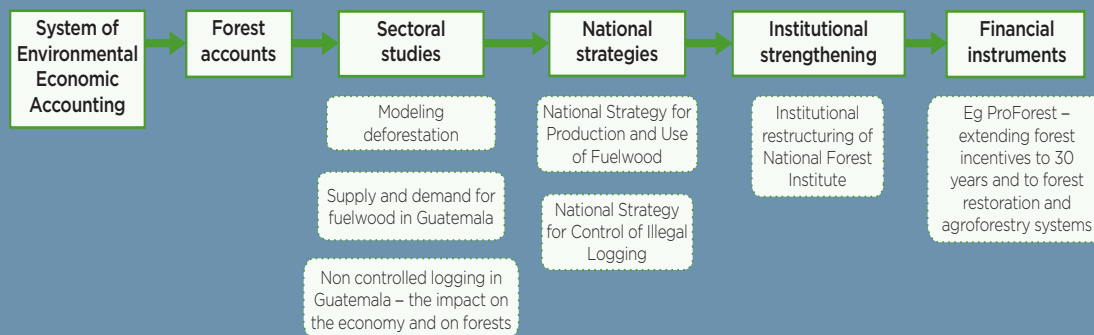 System of
Environmental
Economic
Accounting
Forest
accounts
Sectoral
studies
National
strategies
Institutional
strengthening
Financial
instruments
Modeling
deforestation
Supply and demand for
fuelwood in Guatemala
Non controlled logging in
Guatemala – the impact on
the economy and on forests
National Strategy for
Production and Use
of Fuelwood
National Strategy
for Control of Illegal
Logging
Institutional
restructuring of
National Forest
Institute
Eg ProForest –
extending forest
incentives to 30
years and to forest
restoration and
agroforestry systems